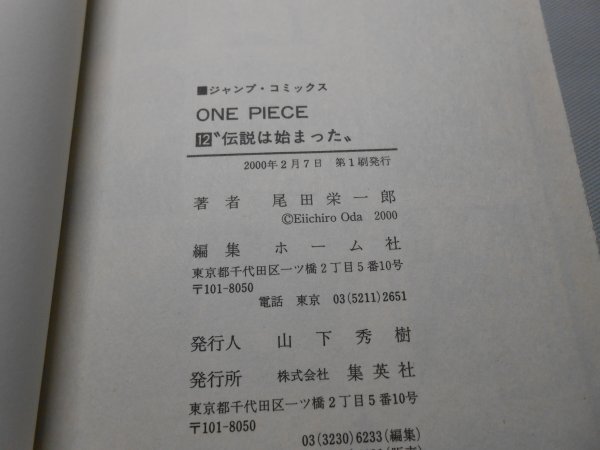 ■ジャンプ・コミックス
ONE PIECE
12〝伝説は始まった〟
2000年2月7日 第1刷発行
著者 尾田栄一郎
©Eiichiro Oda 2000
編集 ホーム社
東京都千代田区一ツ橋2丁目5番10号
〒101-8050
電話 東京 03(5211)2651
発行人 山下秀樹
発行所 株式会社 集英社
東京都千代田区一ツ橋2丁目5番10号
〒101-8050
03(3230)6233(編集)